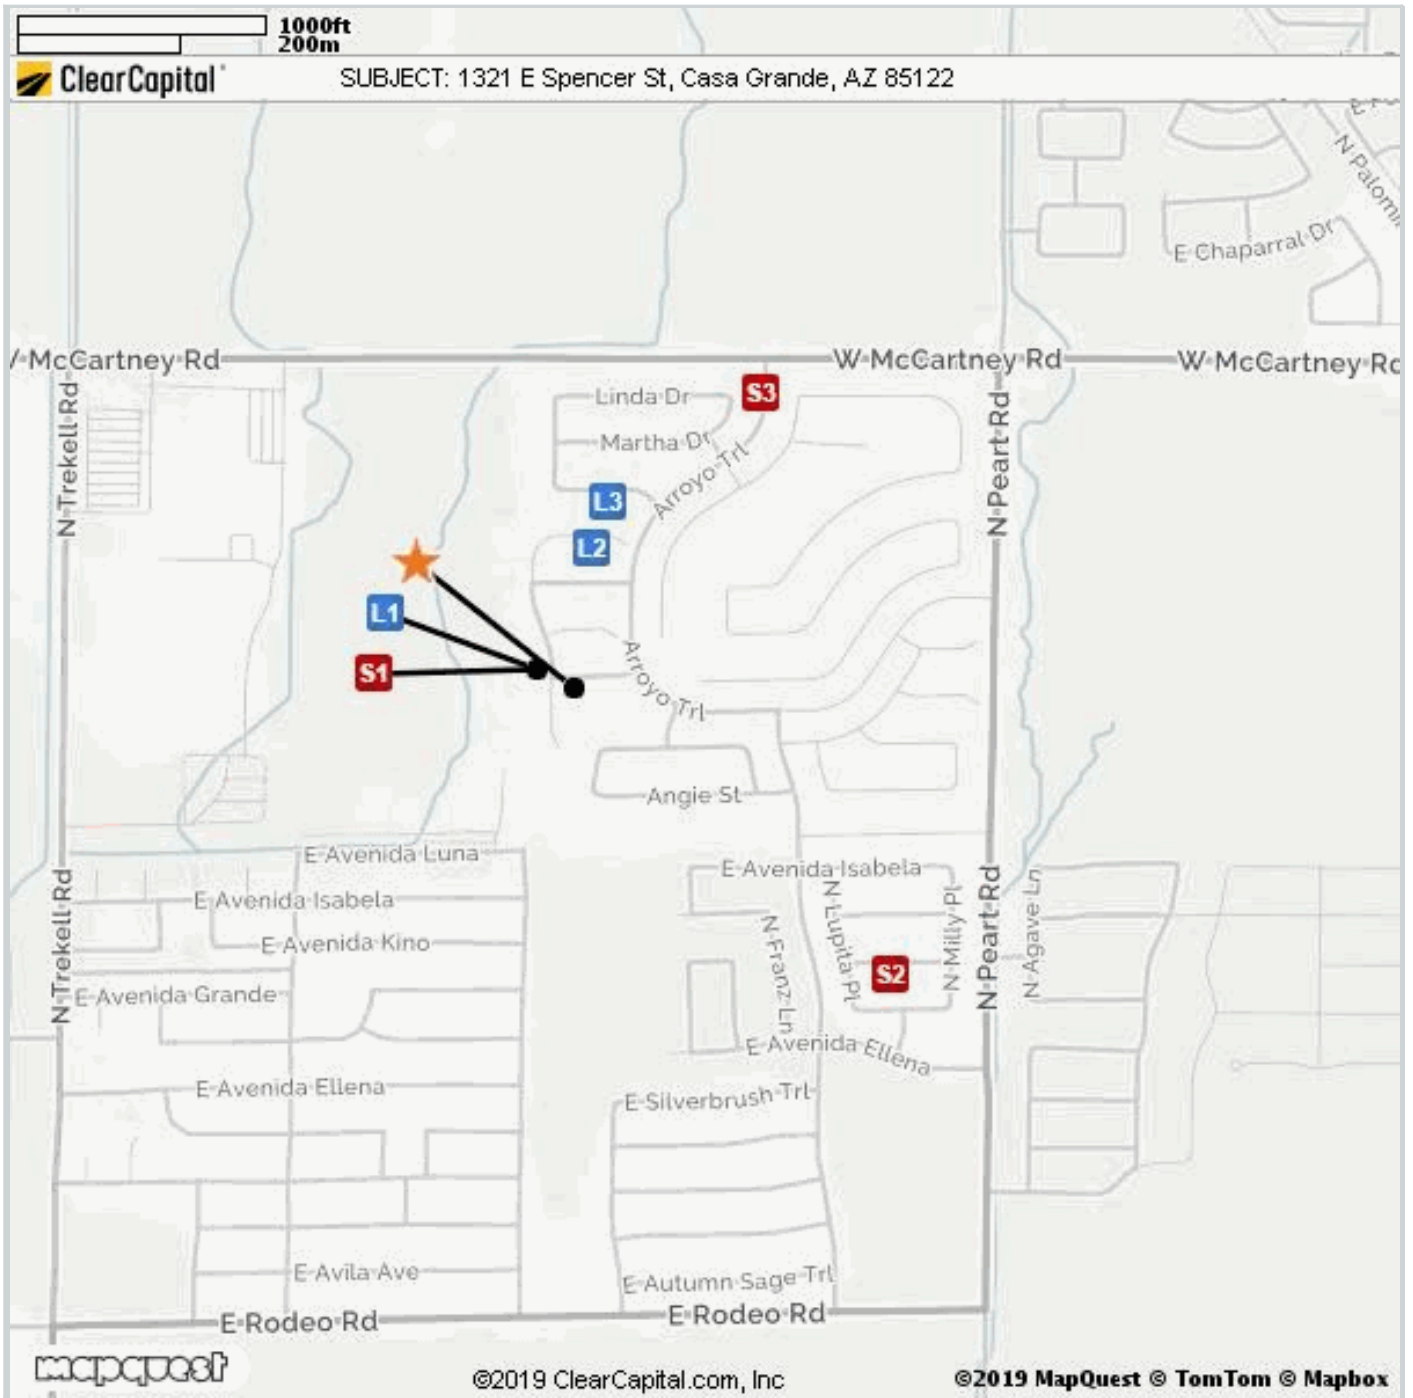 1000ft
200m
ClearCapital
SUBJECT: 1321 E Spencer St, Casa Grande, AZ 85122
N Palomi
E Chaparral Dr
McCartney Rd
W McCartney Rd
W McCartney Rd
N Trekell Rd
Linda Dr
S3
N Peart Rd
Martha Dr
Arroyo Trl
L3
L2
L1
S1
Arroyo Trl
Angie St
E Avenida Luna
E Avenida Isabela
N Trekell Rd
E Avenida Isabela
N Lupita Pl
N Milly Pl
N Peart Rd
N Agave Ln
E Avenida Kino
N Franz Ln
S2
E Avenida Grande
E Avenida Ellena
E Avenida Ellena
E Silverbrush Trl
E Avila Ave
E Autumn Sage Trl
E Rodeo Rd
E Rodeo Rd
mapquest
©2019 ClearCapital.com, Inc
©2019 MapQuest © TomTom © Mapbox